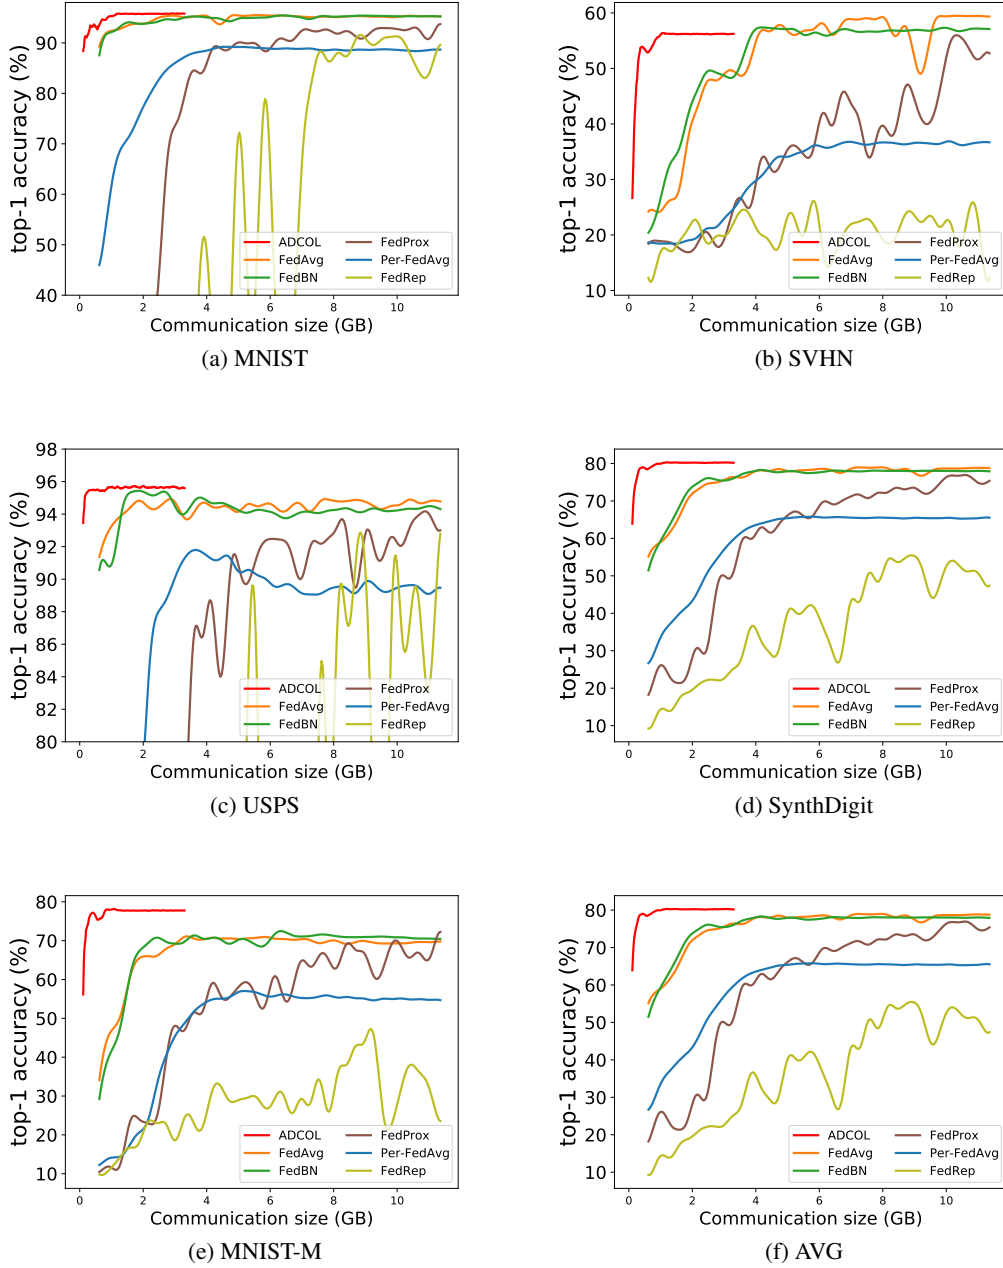 90
80
70
60
50
40
top-1 accuracy (%)
ADCOL
FedAvg
FedBN
FedProx
Per-FedAvg
FedRep
0 2 4 6 8 10
Communication size (GB)
(a) MNIST
60
50
40
30
20
10
top-1 accuracy (%)
ADCOL
FedAvg
FedBN
FedProx
Per-FedAvg
FedRep
0 2 4 6 8 10
Communication size (GB)
(b) SVHN
98
96
94
92
90
88
86
84
82
80
top-1 accuracy (%)
ADCOL
FedAvg
FedBN
FedProx
Per-FedAvg
FedRep
0 2 4 6 8 10
Communication size (GB)
(c) USPS
80
70
60
50
40
30
20
10
top-1 accuracy (%)
ADCOL
FedAvg
FedBN
FedProx
Per-FedAvg
FedRep
0 2 4 6 8 10
Communication size (GB)
(d) SynthDigit
80
70
60
50
40
30
20
10
top-1 accuracy (%)
ADCOL
FedAvg
FedBN
FedProx
Per-FedAvg
FedRep
0 2 4 6 8 10
Communication size (GB)
(e) MNIST-M
80
70
60
50
40
30
20
10
top-1 accuracy (%)
ADCOL
FedAvg
FedBN
FedProx
Per-FedAvg
FedRep
0 2 4 6 8 10
Communication size (GB)
(f) AVG